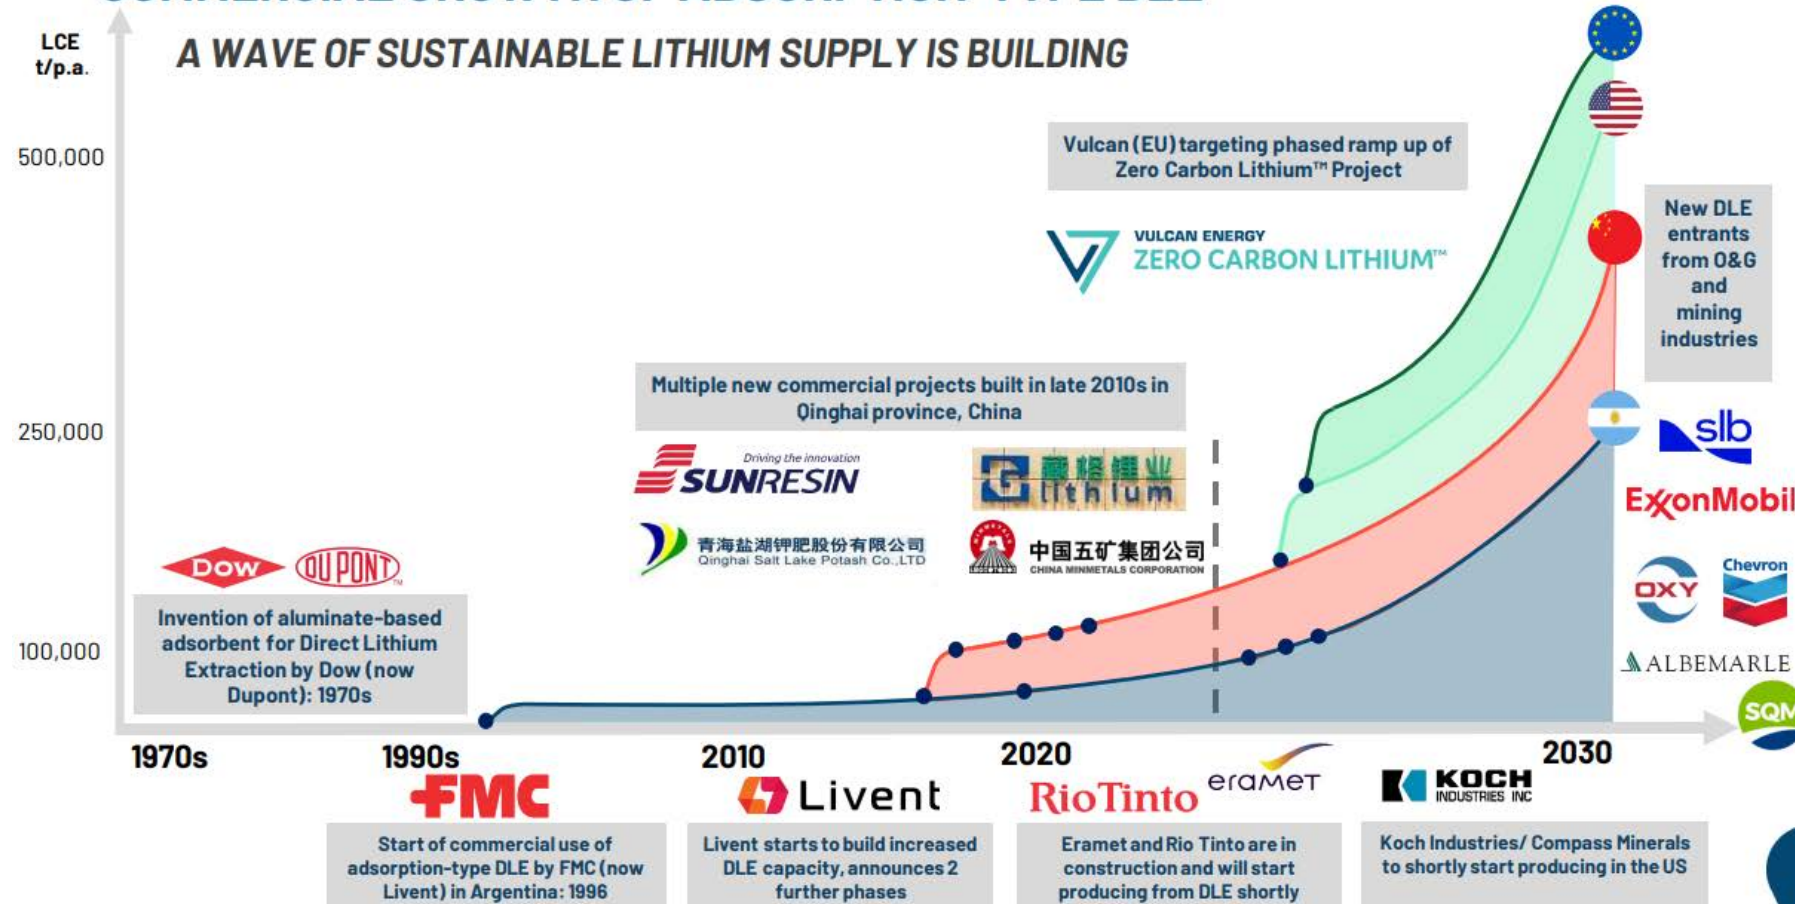 A WAVE OF SUSTAINABLE LITHIUM SUPPLY IS BUILDING
LCE
t/p.a.
500,000
250,000
100,000
Vulcan (EU) targeting phased ramp up of
Zero Carbon Lithium™ Project
VULCAN ENERGY
ZERO CARBON LITHIUM™
New DLE
entrants
from O&G
and
mining
industries
Multiple new commercial projects built in late 2010s in
Qinghai province, China
Driving the innovation
SUNRESIN
藏格锂业
lithium
青海盐湖钾肥股份有限公司
Qinghai Salt Lake Potash Co.,LTD
中国五矿集团公司
CHINA MINMETALS CORPORATION
slb
ExxonMobil
OXY
Chevron
ALBEMARLE
SQM
DOW
DUPONT
Invention of aluminate-based
adsorbent for Direct Lithium
Extraction by Dow (now
Dupont): 1970s
1970s
1990s
2010
2020
2030
FMC
Start of commercial use of
adsorption-type DLE by FMC (now
Livent) in Argentina: 1996
Livent
Livent starts to build increased
DLE capacity, announces 2
further phases
RioTinto
eramet
Eramet and Rio Tinto are in
construction and will start
producing from DLE shortly
KOCH
INDUSTRIES INC
Koch Industries/ Compass Minerals
to shortly start producing in the US